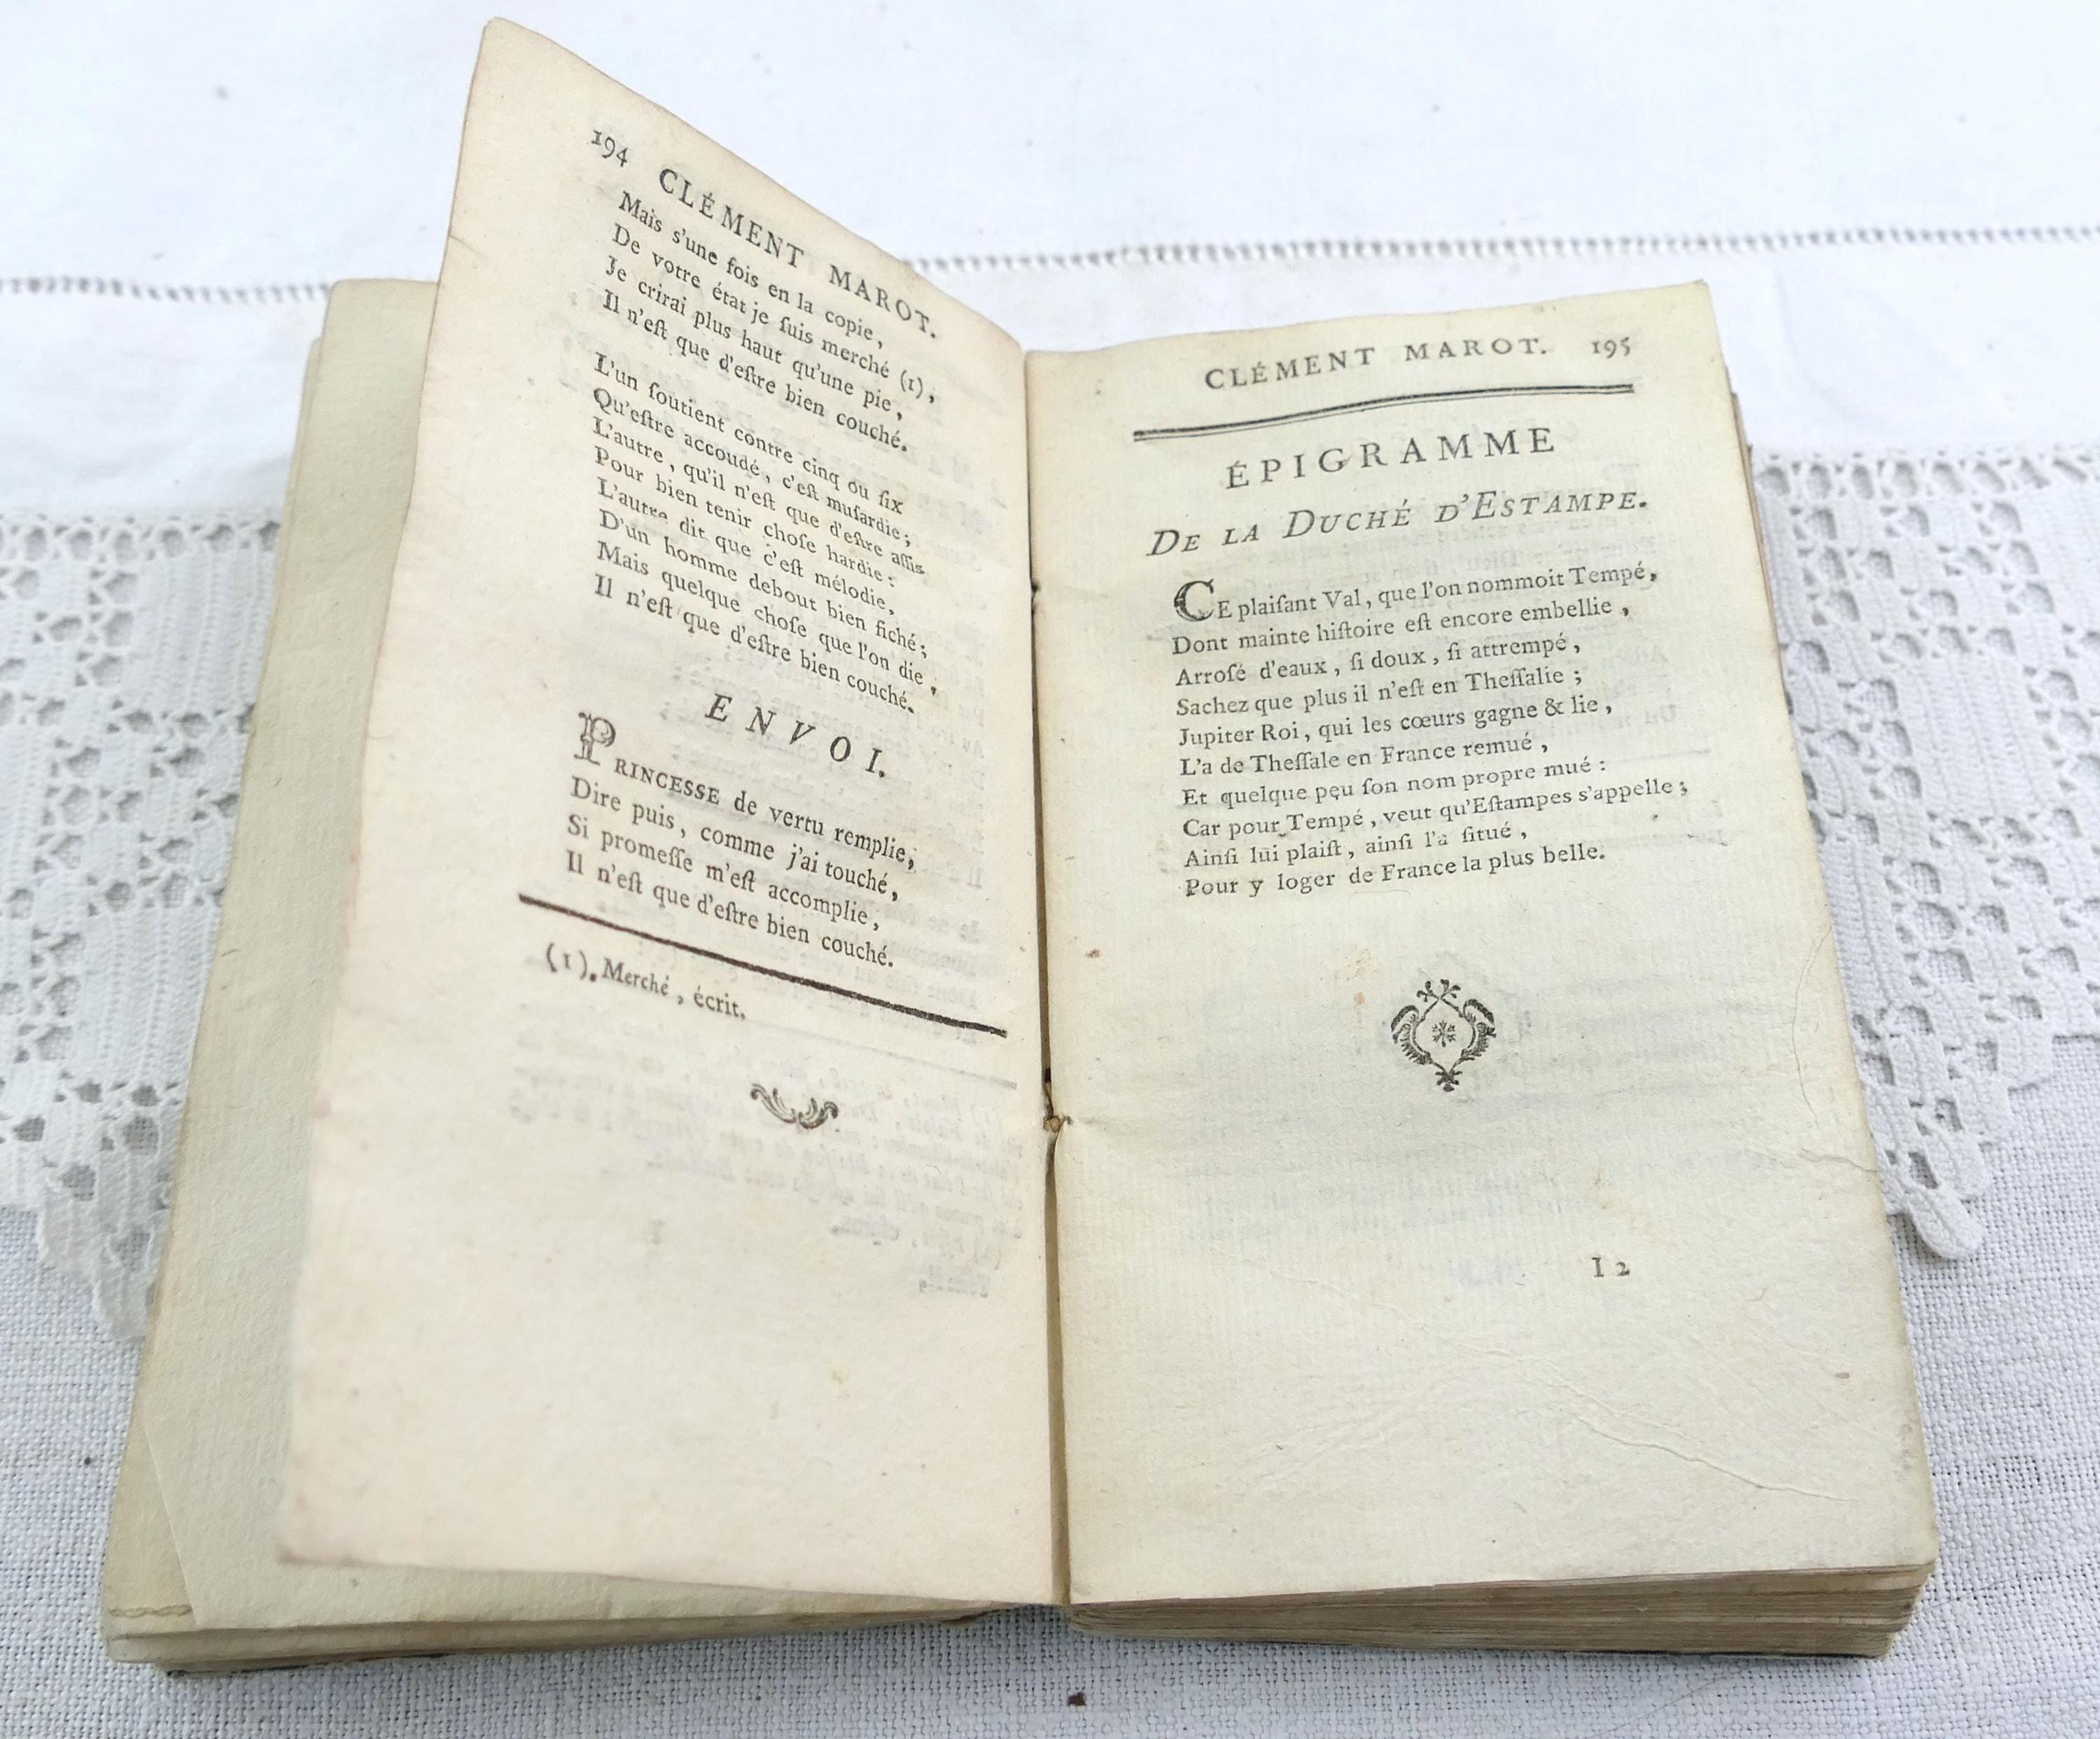 194 CLÉMENT MAROT.
Mais s'une fois en la copie,
De votre état je ſuis merché (1),
Je crirai plus haut qu'une pie,
Il n'eſt que d'eſtre bien couché.
L'un ſoutient contre cinq ou ſix
Qu'eſtre accoudé, c'eſt muſardie;
L'autre, qu'il n'eſt que d'eſtre aſſis
Pour bien tenir choſe hardie:
L'autre dit que c'eſt mélodie,
D'un homme debout bien fiché;
Mais quelque choſe que l'on die,
Il n'eſt que d'eſtre bien couché.
ENVOI.
PRINCESSE de vertu remplie,
Dire puis, comme j'ai touché,
Si promeſſe m'eſt accomplie,
Il n'eſt que d'eſtre bien couché.
(1). Merché, écrit.
CLÉMENT MAROT. 195
ÉPIGRAMME
DE LA DUCHÉ D'ESTAMPE.
CE plaiſant Val, que l'on nommoit Tempé,
Dont mainte hiſtoire eſt encore embellie,
Arroſé d'eaux, ſi doux, ſi attrempé,
Sachez que plus il n'eſt en Theſſalie;
Jupiter Roi, qui les cœurs gagne & lie,
L'a de Theſſale en France remué,
Et quelque peu ſon nom propre mué:
Car pour Tempé, veut qu'Eſtampes s'appelle;
Ainſi lui plaiſt, ainſi l'a ſitué,
Pour y loger de France la plus belle.
I 2